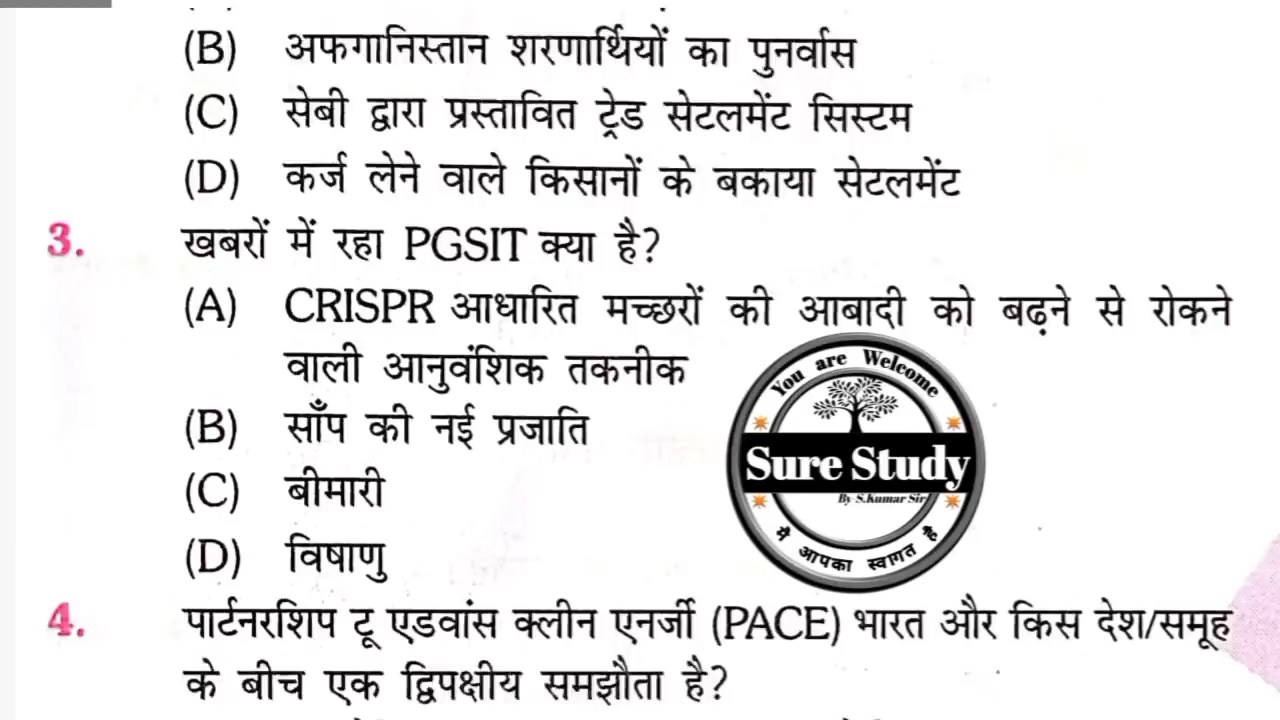 (B) अफगानिस्तान शरणार्थियों का पुनर्वास
(C) सेबी द्वारा प्रस्तावित ट्रेड सेटलमेंट सिस्टम
(D) कर्ज लेने वाले किसानों के बकाया सेटलमेंट
3. खबरों में रहा PGSIT क्या है?
(A) CRISPR आधारित मच्छरों की आबादी को बढ़ने से रोकने
वाली आनुवंशिक तकनीक
(B) साँप की नई प्रजाति
(C) बीमारी
(D) विषाणु
You are Welcome
Sure Study
By S.Kumar Sir
मै आपका स्वागत है
4. पार्टनरशिप टू एडवांस क्लीन एनर्जी (PACE) भारत और किस देश/समूह
के बीच एक द्विपक्षीय समझौता है?